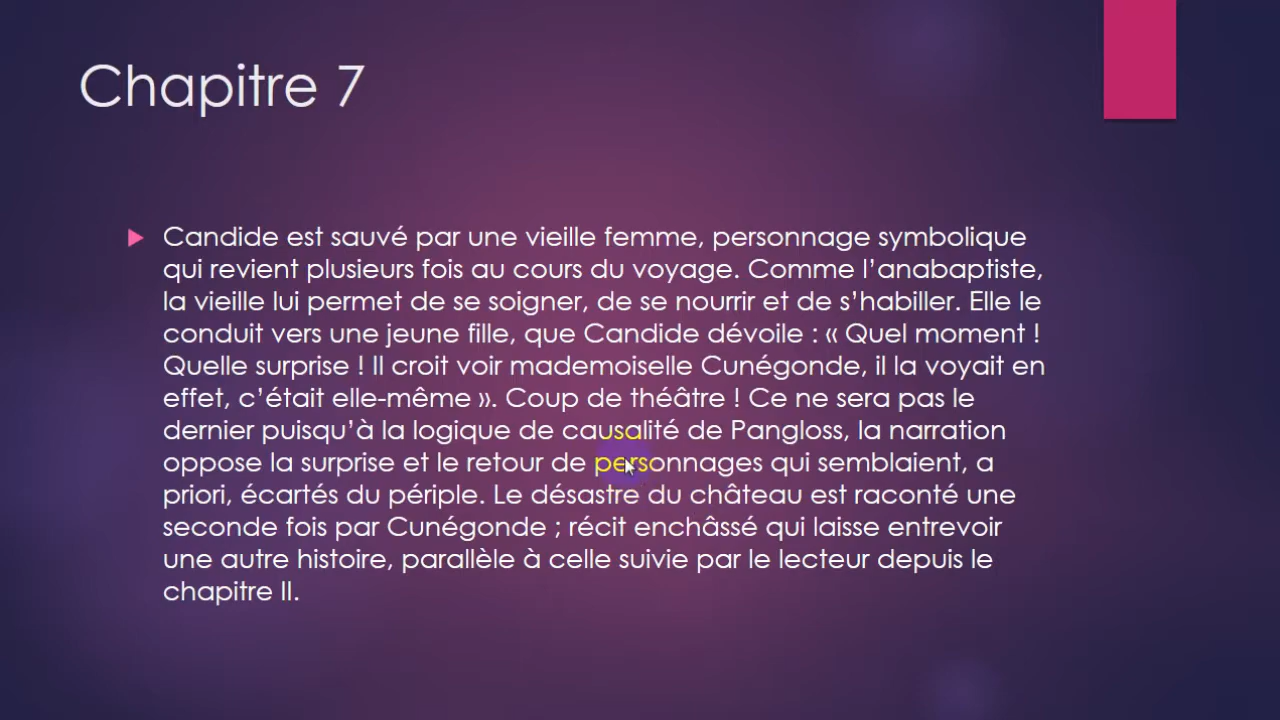 Chapitre 7
Candide est sauvé par une vieille femme, personnage symbolique
qui revient plusieurs fois au cours du voyage. Comme l’anabaptiste,
la vieille lui permet de se soigner, de se nourrir et de s’habiller. Elle le
conduit vers une jeune fille, que Candide dévoile : « Quel moment !
Quelle surprise ! Il croit voir mademoiselle Cunégonde, il la voyait en
effet, c’était elle-même ». Coup de théâtre ! Ce ne sera pas le
dernier puisqu’à la logique de causalité de Pangloss, la narration
oppose la surprise et le retour de personnages qui semblaient, a
priori, écartés du périple. Le désastre du château est raconté une
seconde fois par Cunégonde ; récit enchâssé qui laisse entrevoir
une autre histoire, parallèle à celle suivie par le lecteur depuis le
chapitre II.